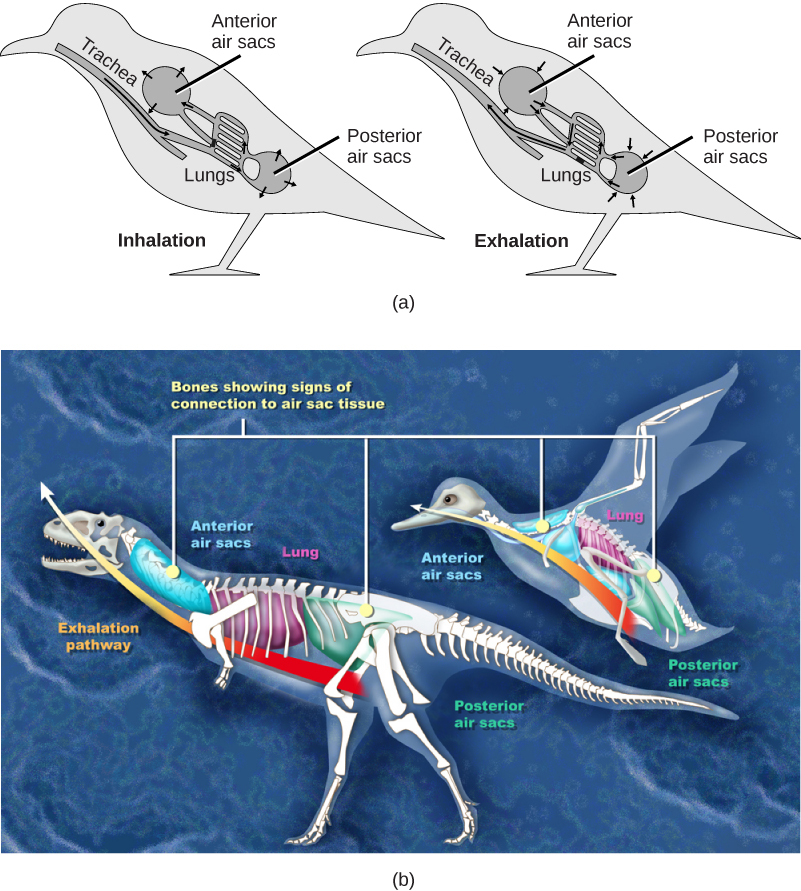 Anterior
air sacs
Trachea
Posterior
air sacs
Lungs
Inhalation
Anterior
air sacs
Trachea
Posterior
air sacs
Lungs
Exhalation
(a)
Bones showing signs of
connection to air sac tissue
Anterior
air sacs
Lung
Exhalation
pathway
Posterior
air sacs
Lung
Anterior
air sacs
Posterior
air sacs
(b)